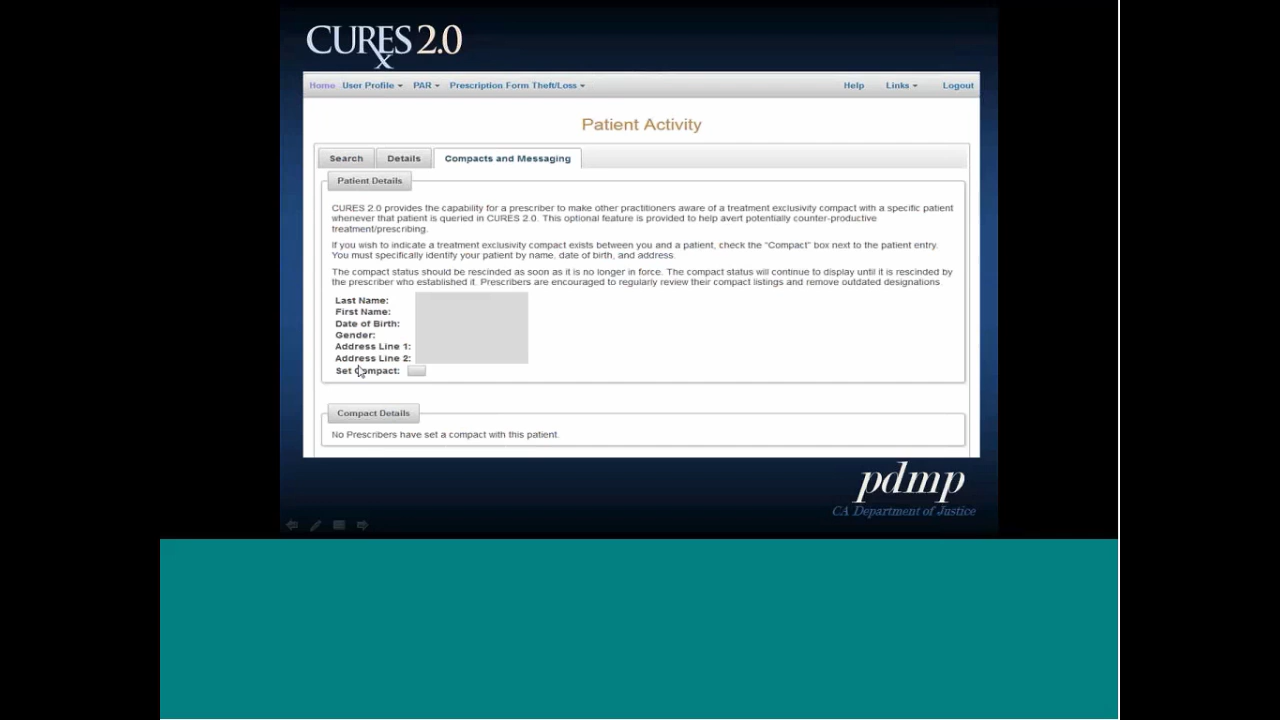 CURES 2.0
Home User Profile PAR Prescription Form Theft/Loss Help Links Logout
Patient Activity
Search Details Compacts and Messaging
Patient Details
CURES 2.0 provides the capability for a prescriber to make other practitioners aware of a treatment exclusivity compact with a specific patient
whenever that patient is queried in CURES 2.0. This optional feature is provided to help avert potentially counter-productive
treatment/prescribing.
If you wish to indicate a treatment exclusivity compact exists between you and a patient, check the "Compact" box next to the patient entry.
You must specifically identify your patient by name, date of birth, and address.
The compact status should be rescinded as soon as it is no longer in force. The compact status will continue to display until it is rescinded by
the prescriber who established it. Prescribers are encouraged to regularly review their compact listings and remove outdated designations
Last Name:
First Name:
Date of Birth:
Gender:
Address Line 1:
Address Line 2:
Set Compact:
Compact Details
No Prescribers have set a compact with this patient.
pdmp
CA Department of Justice